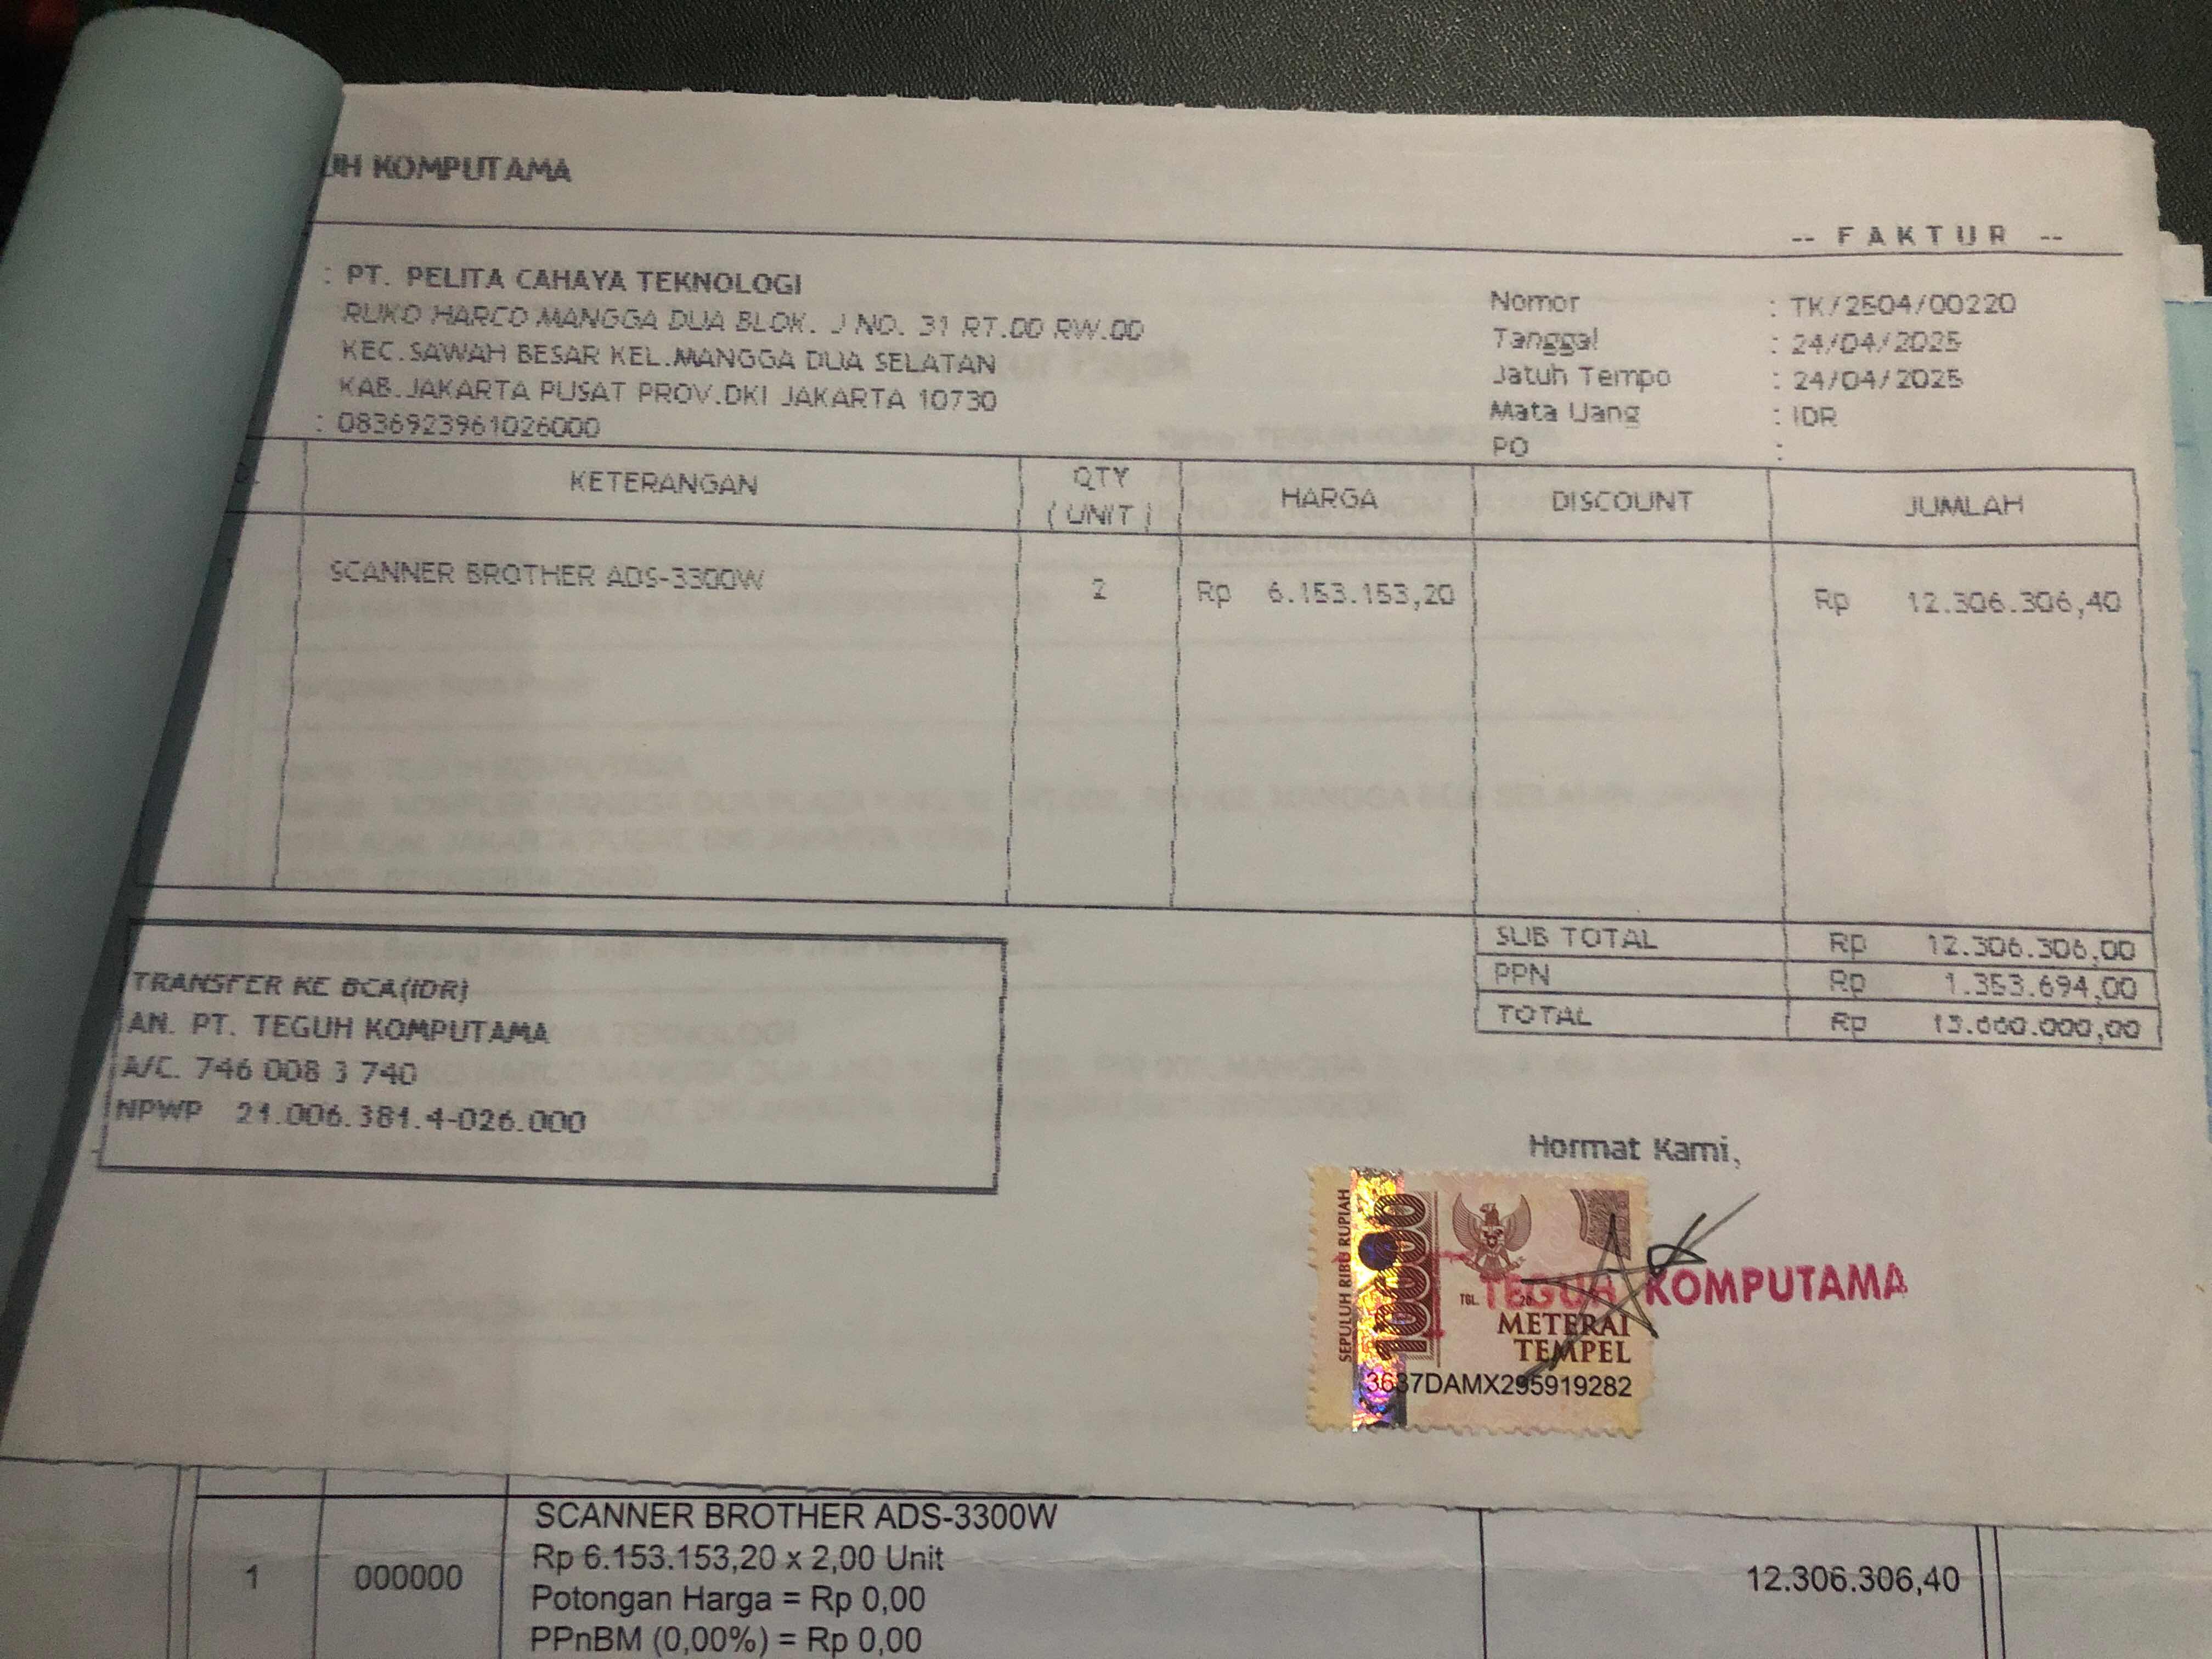 UH KOMPUTAMA
-- FAKTUR --
: PT. PELITA CAHAYA TEKNOLOGI
RUKO HARCO MANGGA DUA BLOK. J NO. 31 RT.00 RW.00
KEC.SAWAH BESAR KEL.MANGGA DUA SELATAN
KAB.JAKARTA PUSAT PROV.DKI JAKARTA 10730
: 0836923961026000
Nomor : TK/2504/00220
Tanggal : 24/04/2025
Jatuh Tempo : 24/04/2025
Mata Uang : IDR
PO :
KETERANGAN QTY (UNIT) HARGA DISCOUNT JUMLAH
SCANNER BROTHER ADS-3300W 2 Rp 6.153.153,20 Rp 12.306.306,40
SUB TOTAL Rp 12.306.306,00
PPN Rp 1.353.694,00
TOTAL Rp 13.660.000,00
TRANSFER KE BCA(IDR)
AN. PT. TEGUH KOMPUTAMA
A/C. 746 008 3 740
NPWP 21.006.381.4-026.000
Hormat Kami,
SEPULUH RIBU RUPIAH
10000
TGL. 20
TEGUH KOMPUTAMA
METERAI
TEMPEL
3637DAMX295919282
SCANNER BROTHER ADS-3300W
1 000000 Rp 6.153.153,20 x 2,00 Unit 12.306.306,40
Potongan Harga = Rp 0,00
PPnBM (0,00%) = Rp 0,00